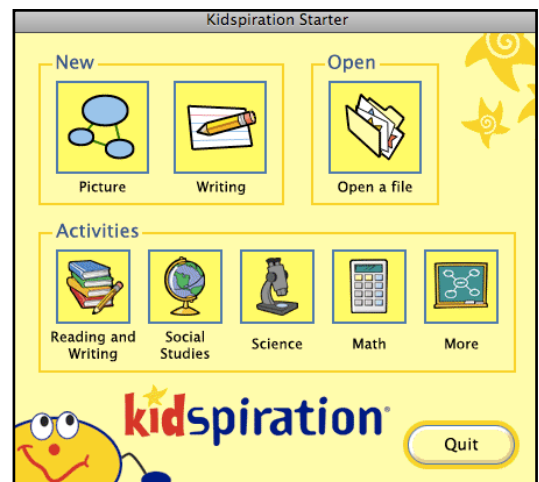 Kidspiration Starter
New
Open
Picture
Writing
Open a file
Activities
Reading and
Writing
Social
Studies
Science
Math
More
kidspiration®
Quit